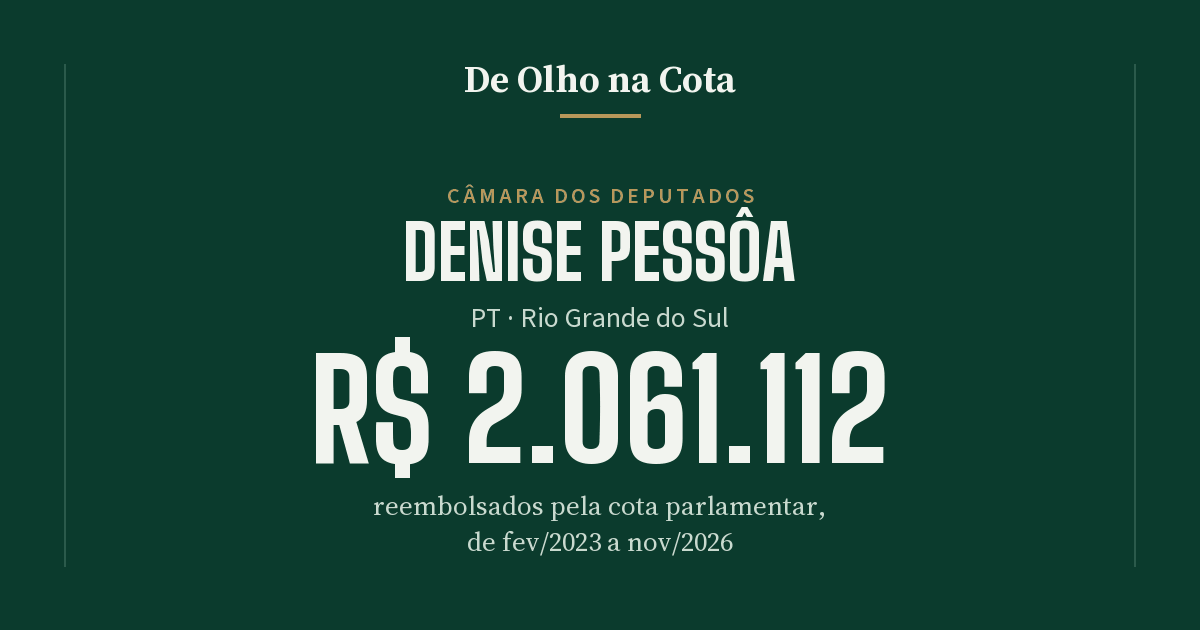 De Olho na Cota
CÂMARA DOS DEPUTADOS
DENISE PESSÔA
PT · Rio Grande do Sul
R$ 2.061.112
reembolsados pela cota parlamentar,
de fev/2023 a nov/2026